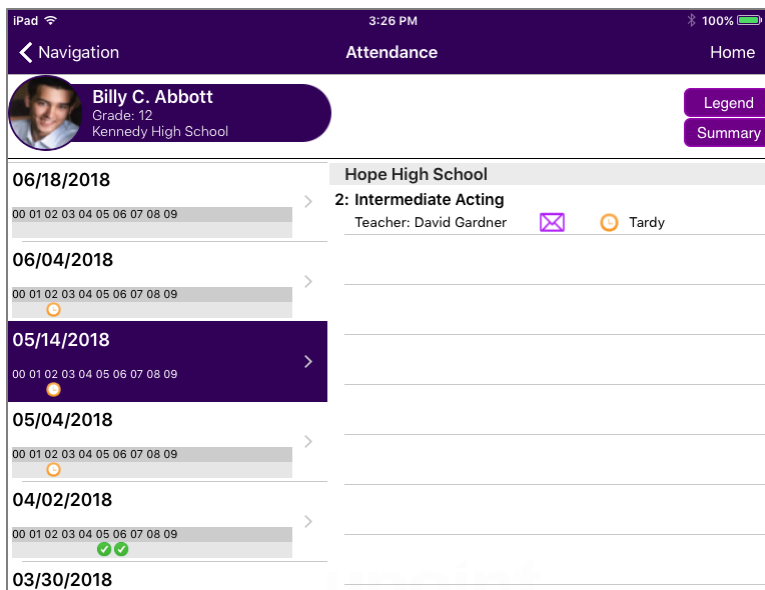 iPad 3:26 PM 100%
Navigation Attendance Home
Billy C. Abbott
Grade: 12
Kennedy High School
Legend
Summary
06/18/2018
00 01 02 03 04 05 06 07 08 09
06/04/2018
00 01 02 03 04 05 06 07 08 09
05/14/2018
00 01 02 03 04 05 06 07 08 09
05/04/2018
00 01 02 03 04 05 06 07 08 09
04/02/2018
00 01 02 03 04 05 06 07 08 09
03/30/2018
Hope High School
2: Intermediate Acting
Teacher: David Gardner Tardy